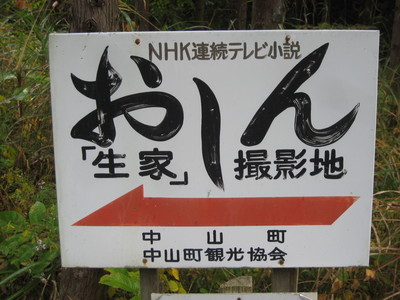 NHK連続テレビ小説
おしん
「生家」撮影地
中山町
中山町観光協会